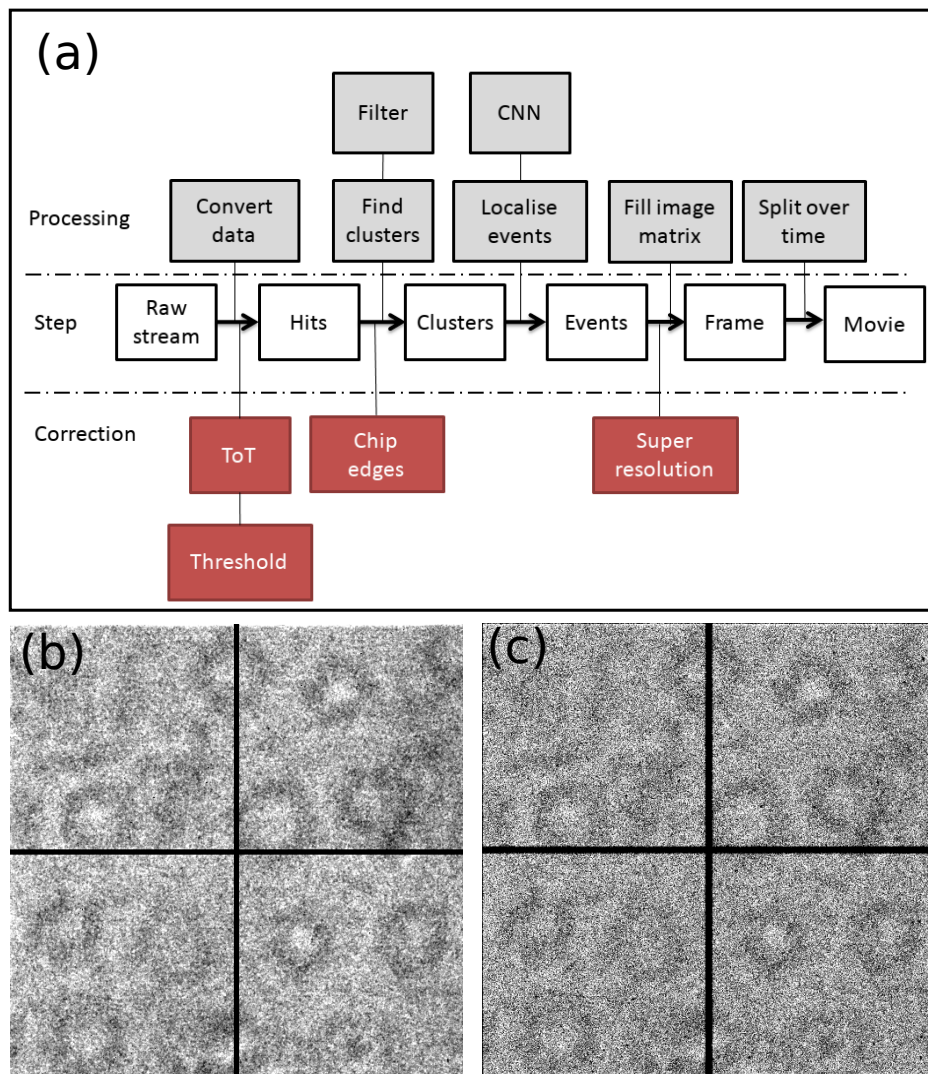 (a)
Filter
CNN
Processing
Convert
data
Find
clusters
Localise
events
Fill image
matrix
Split over
time
Step
Raw
stream
Hits
Clusters
Events
Frame
Movie
Correction
ToT
Chip
edges
Super
resolution
Threshold
(b)
(c)